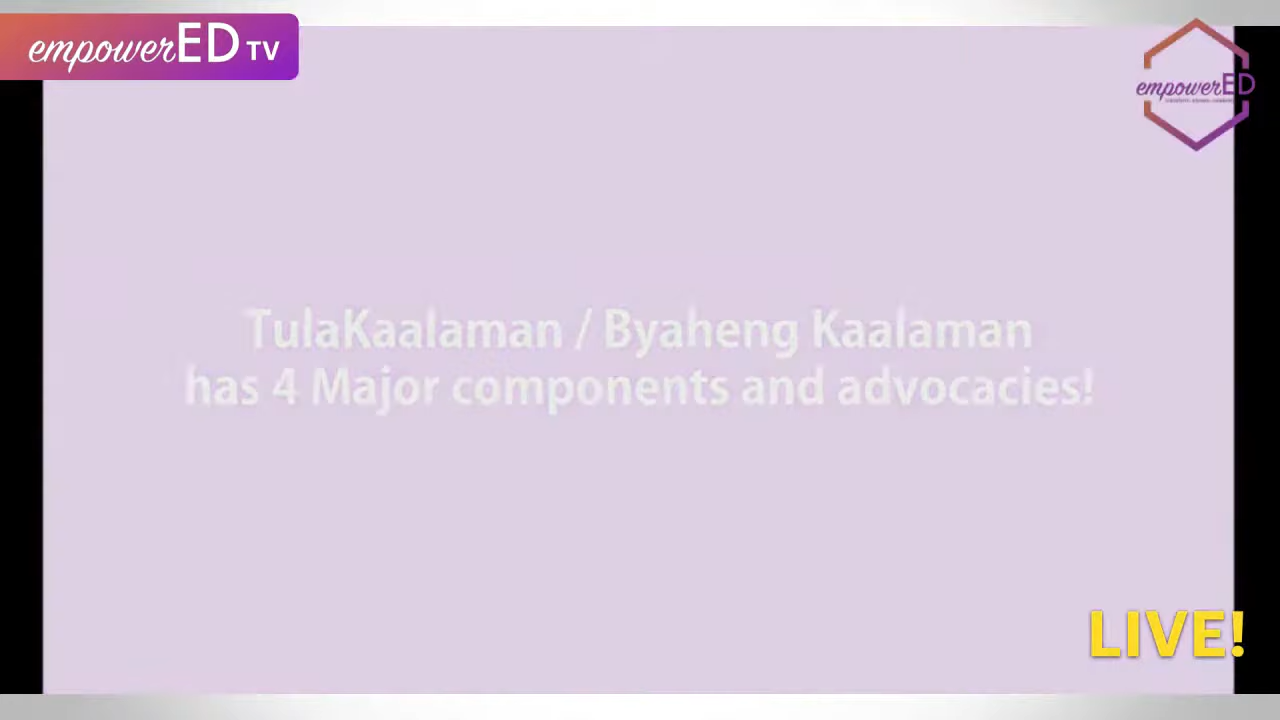 empowerED TV
empowerED
TulaKaalaman / Byaheng Kaalaman
has 4 Major components and advocacies!
LIVE!